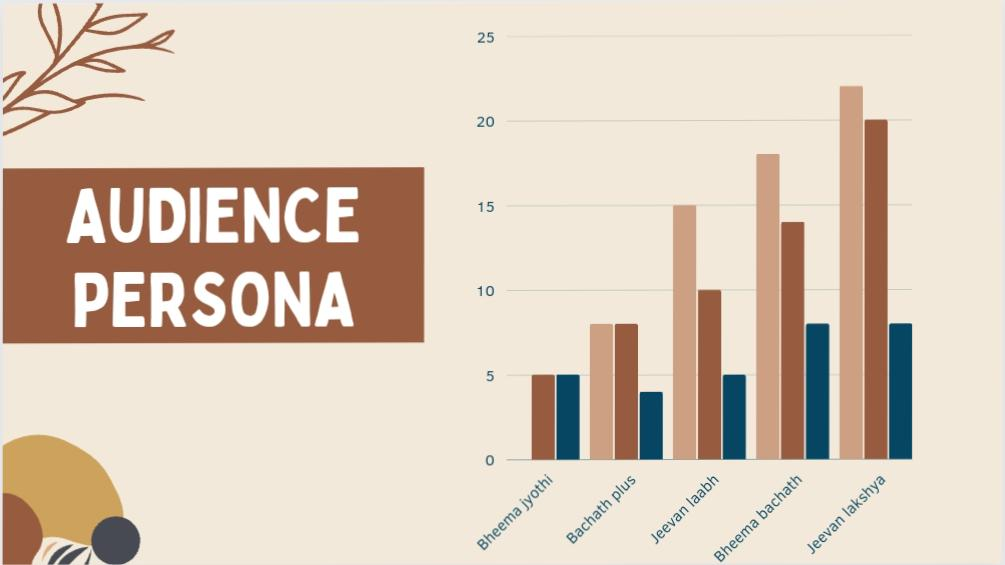 AUDIENCE
PERSONA
25
20
15
10
5
0
Bheema jyothi
Bachath plus
Jeevan laabh
Bheema bachath
Jeevan lakshya